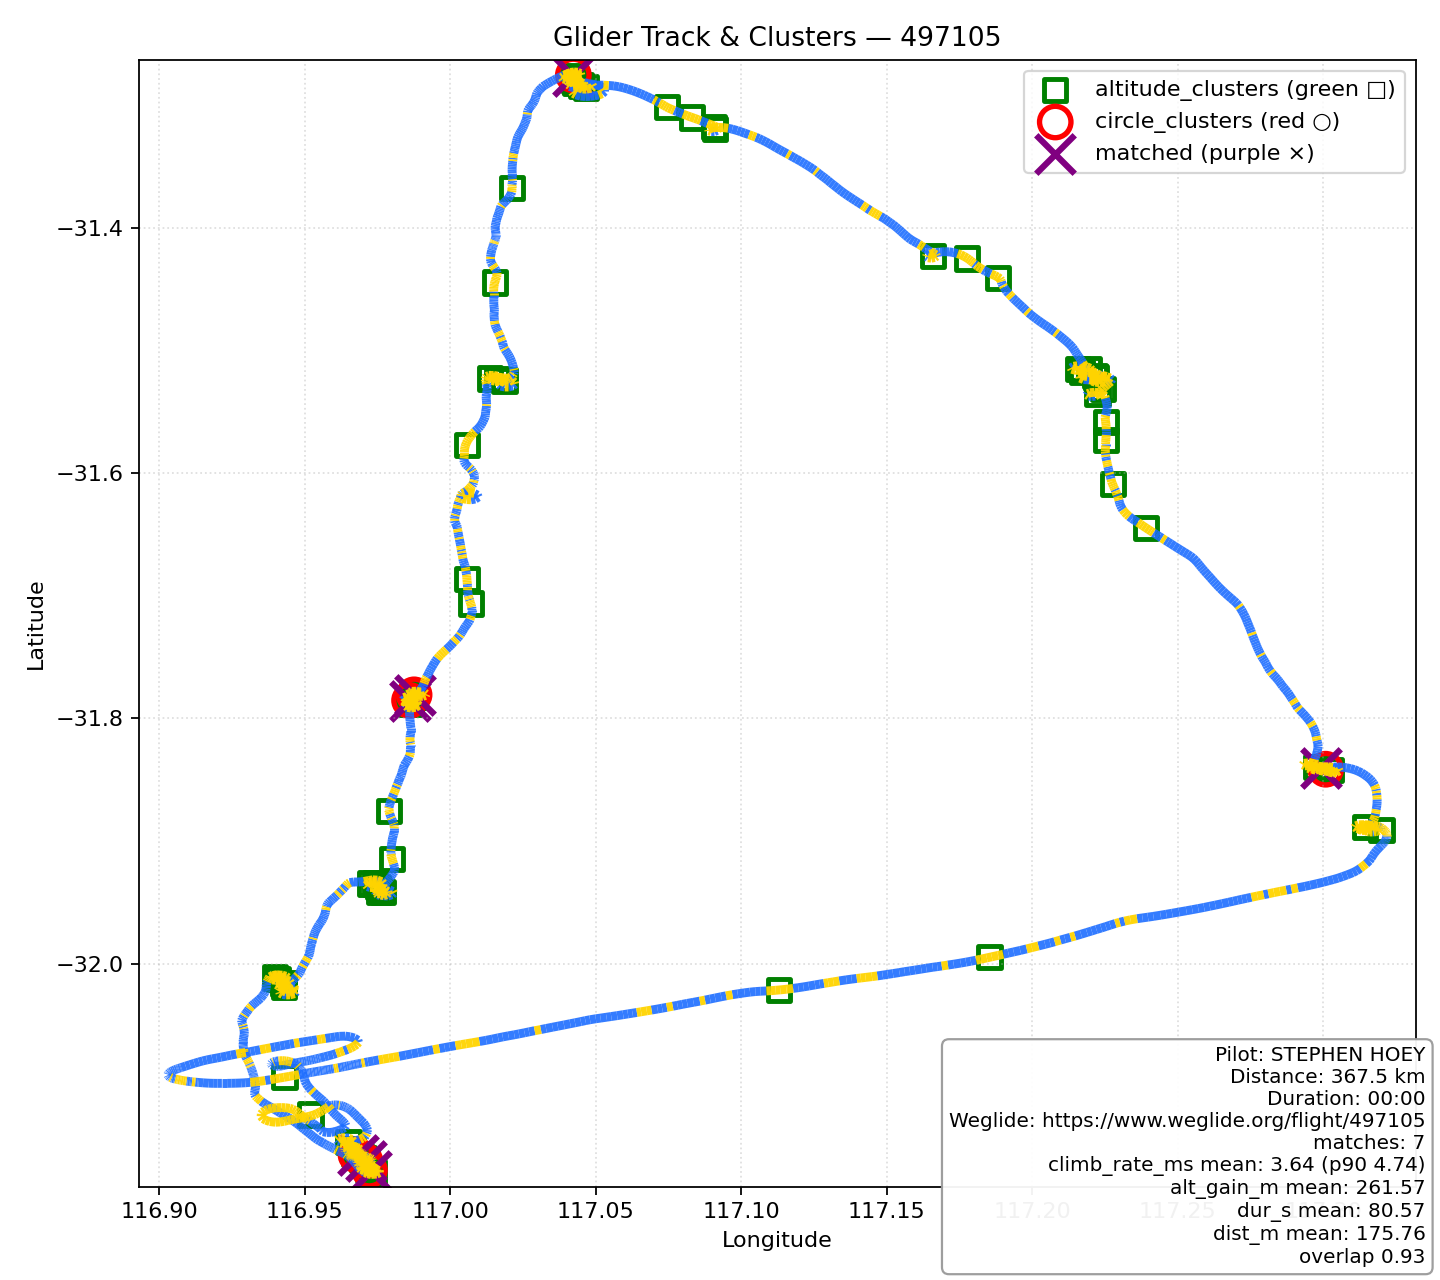 Glider Track & Clusters — 497105
altitude_clusters (green □)
circle_clusters (red ○)
matched (purple ×)
−31.4
−31.6
−31.8
−32.0
Latitude
116.90
116.95
117.00
117.05
117.10
117.15
117.20
117.25
Longitude
Pilot: STEPHEN HOEY
Distance: 367.5 km
Duration: 00:00
Weglide: https://www.weglide.org/flight/497105
matches: 7
climb_rate_ms mean: 3.64 (p90 4.74)
alt_gain_m mean: 261.57
dur_s mean: 80.57
dist_m mean: 175.76
overlap 0.93